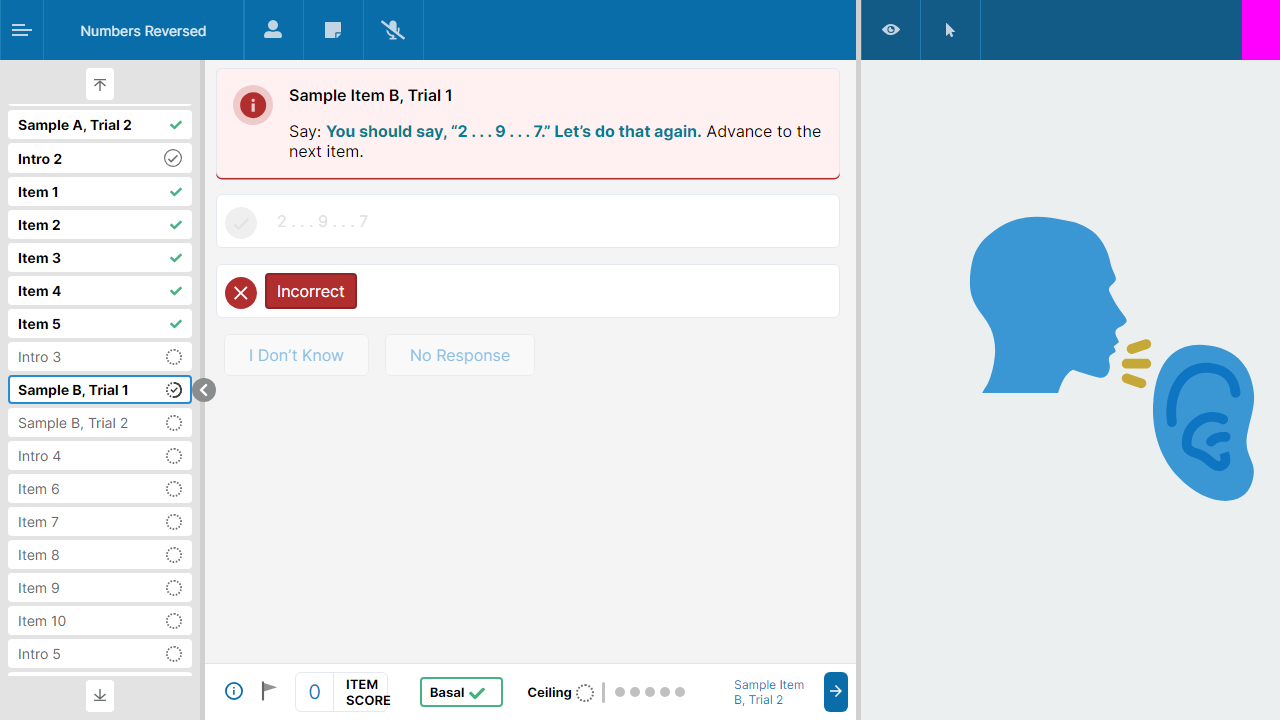 Numbers Reversed
Sample A, Trial 2
Intro 2
Item 1
Item 2
Item 3
Item 4
Item 5
Intro 3
Sample B, Trial 1
Sample B, Trial 2
Intro 4
Item 6
Item 7
Item 8
Item 9
Item 10
Intro 5
Sample Item B, Trial 1
Say: You should say, “2 . . . 9 . . . 7.” Let’s do that again. Advance to the
next item.
2 . . . 9 . . . 7
Incorrect
I Don’t Know
No Response
0
ITEM
SCORE
Basal
Ceiling
Sample Item
B, Trial 2